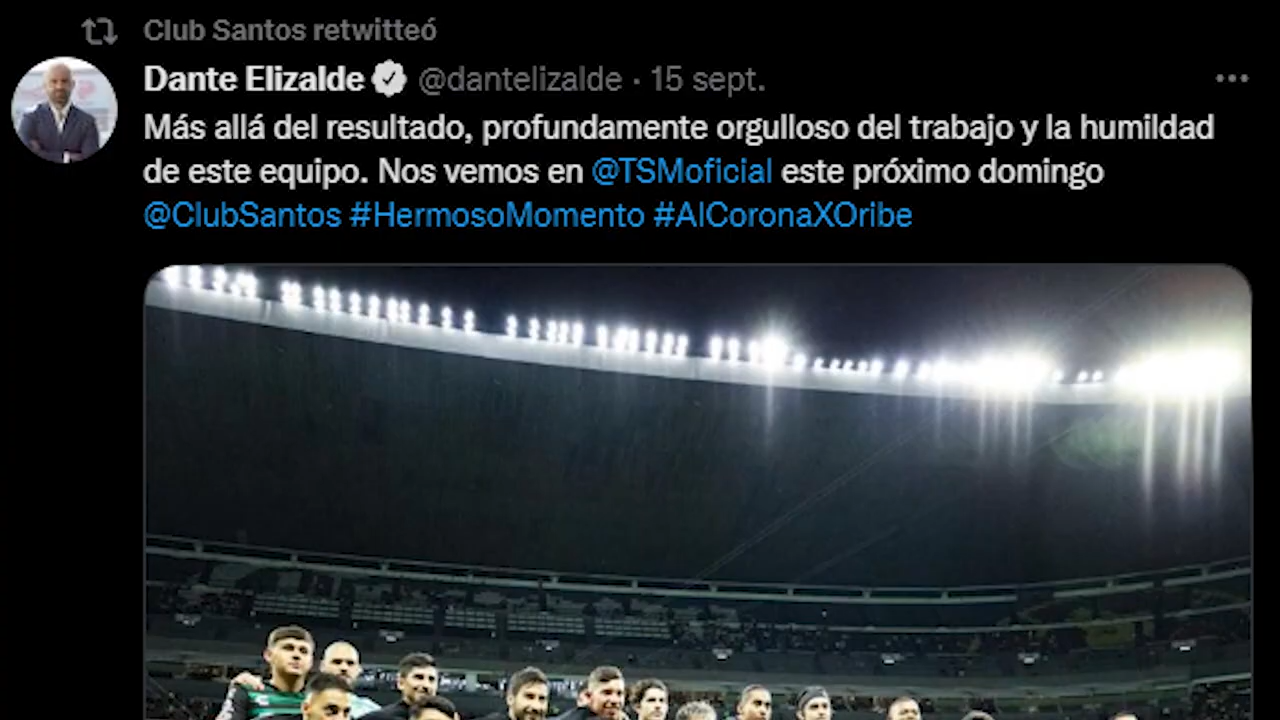 Club Santos retwitteó
Dante Elizalde @dantelizalde · 15 sept.
Más allá del resultado, profundamente orgulloso del trabajo y la humildad
de este equipo. Nos vemos en @TSMoficial este próximo domingo
@ClubSantos #HermosoMomento #AlCoronaXOribe